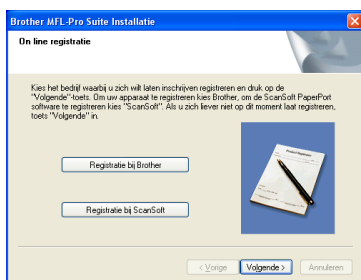 Brother MFL-Pro Suite Installatie
On line registratie
Kies het bedrijf waarbij u zich wilt laten inschrijven registreren en druk op de
"Volgende"-toets. Om uw apparaat te registreren kies Brother, om de ScanSoft PaperPort
software te registreren kies "ScanSoft". Als u zich liever niet op dit moment laat registreren,
toets "Volgende" in.
Registratie bij Brother
Registratie bij ScanSoft
< Vorige
Volgende >
Annuleren